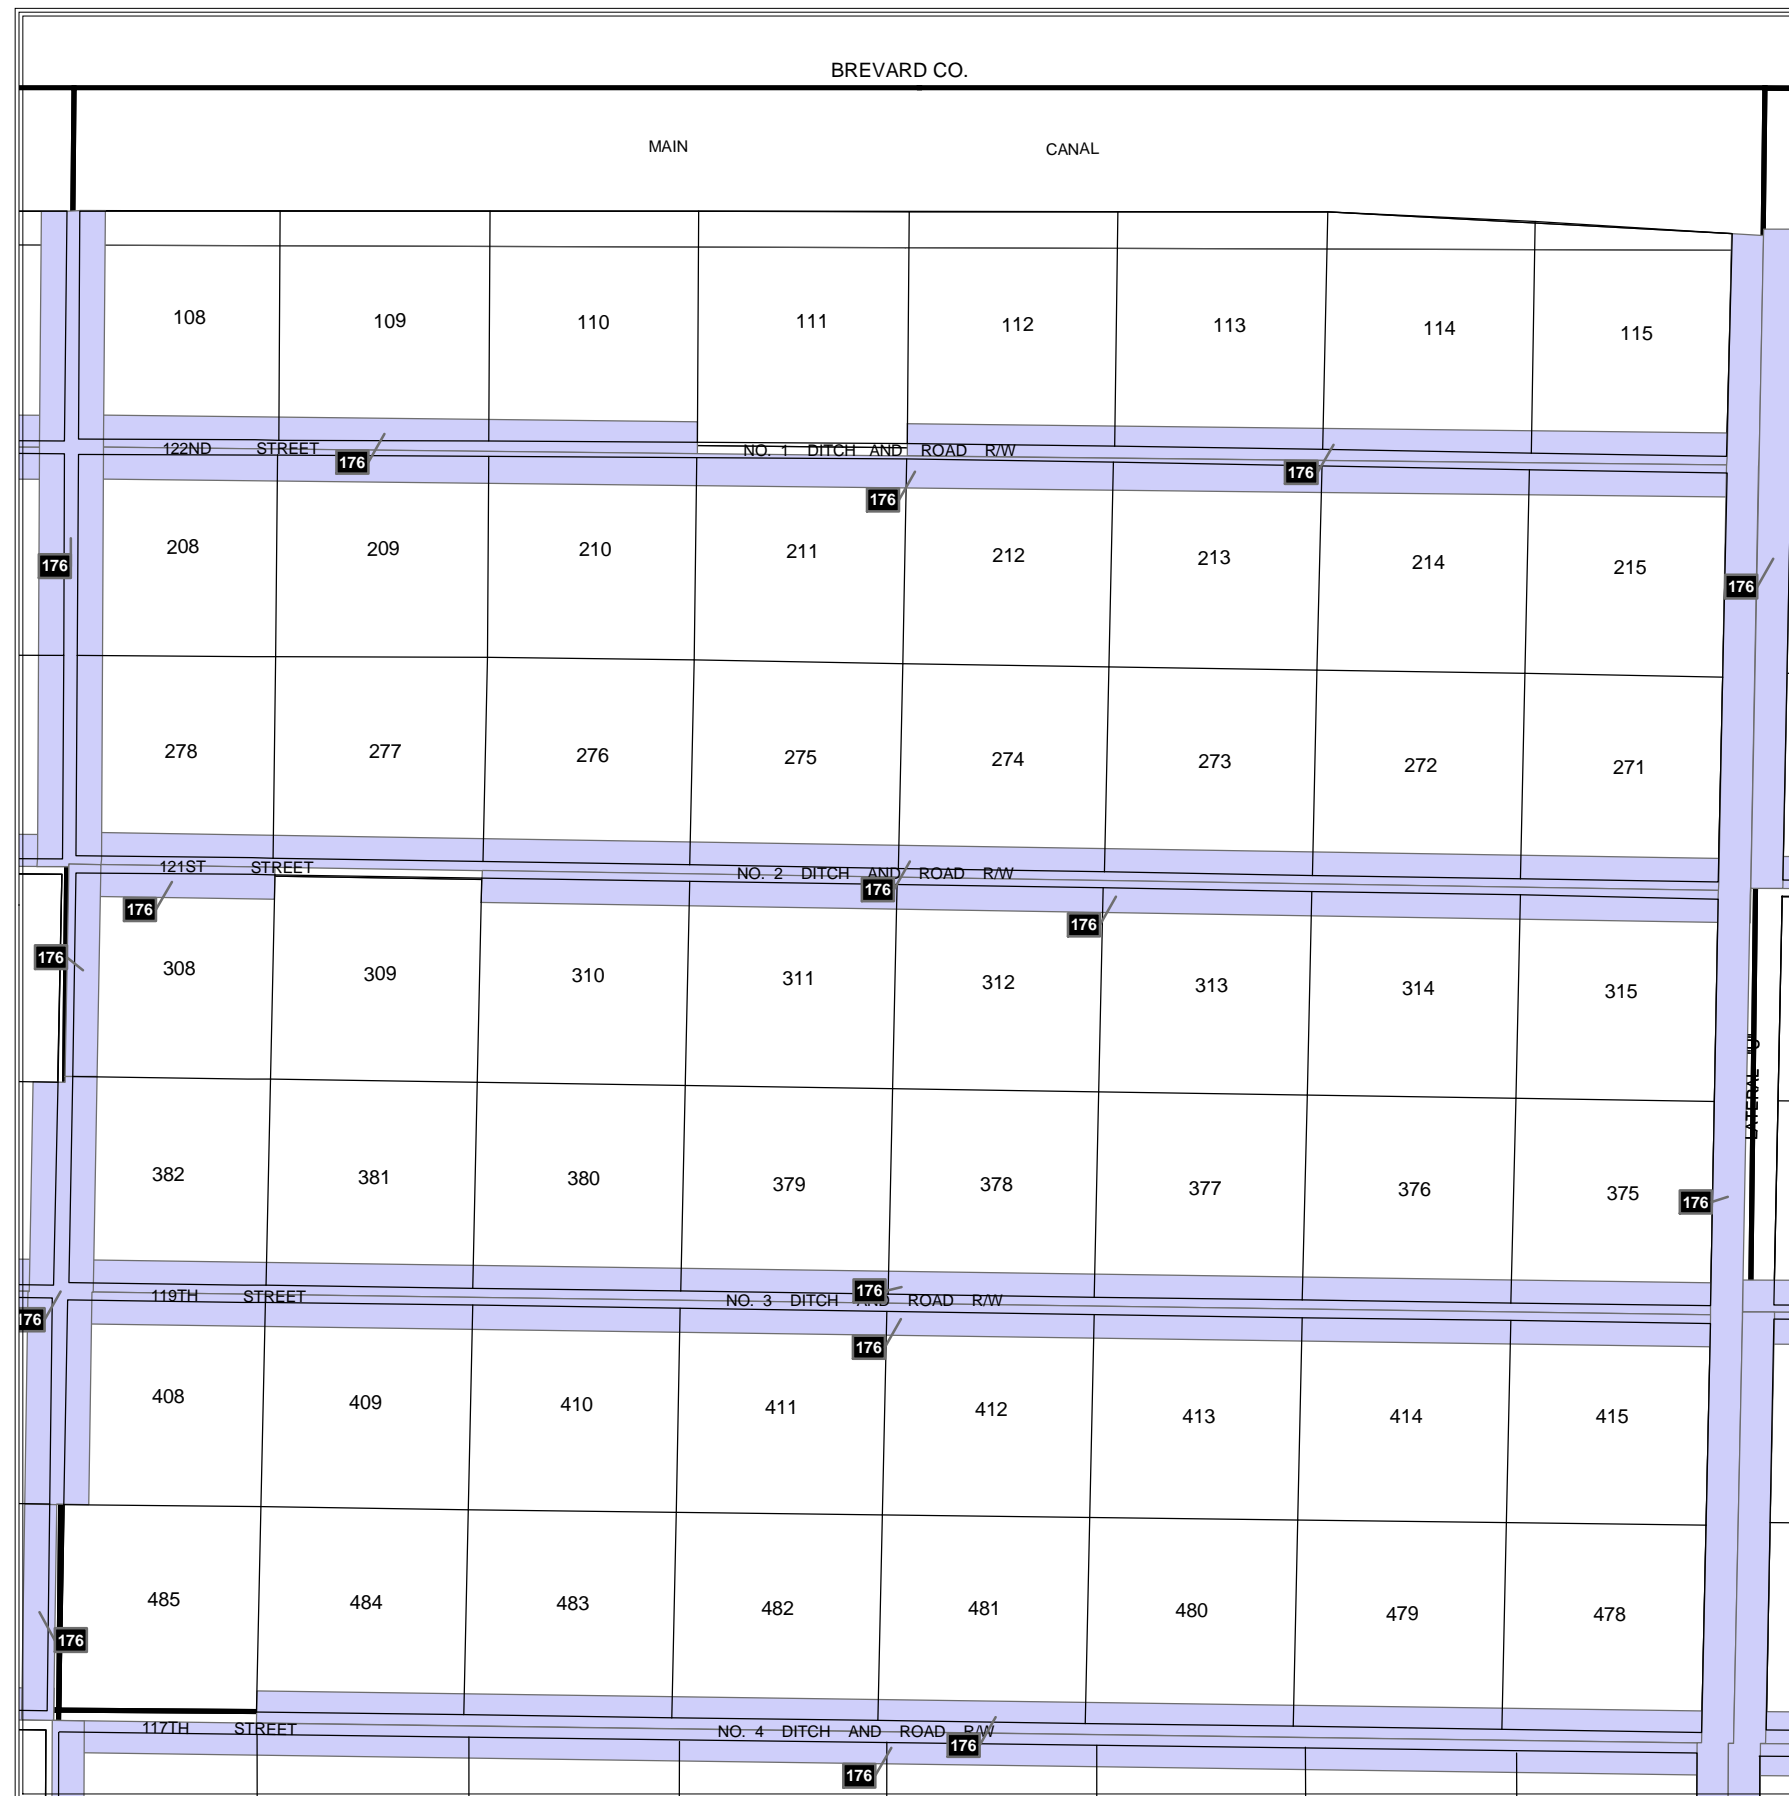 BREVARD CO.
MAIN CANAL
108 109 110 111 112 113 114 115
122ND STREET NO. 1 DITCH AND ROAD R/W
176 176 176
208 209 210 211 212 213 214 215
176 176
278 277 276 275 274 273 272 271
121ST STREET NO. 2 DITCH AND ROAD R/W
176 176 176
176
308 309 310 311 312 313 314 315
LATERAL "U"
382 381 380 379 378 377 376 375
176
176
119TH STREET NO. 3 DITCH AND ROAD R/W
176 176
408 409 410 411 412 413 414 415
485 484 483 482 481 480 479 478
176
117TH STREET NO. 4 DITCH AND ROAD R/W
176
176